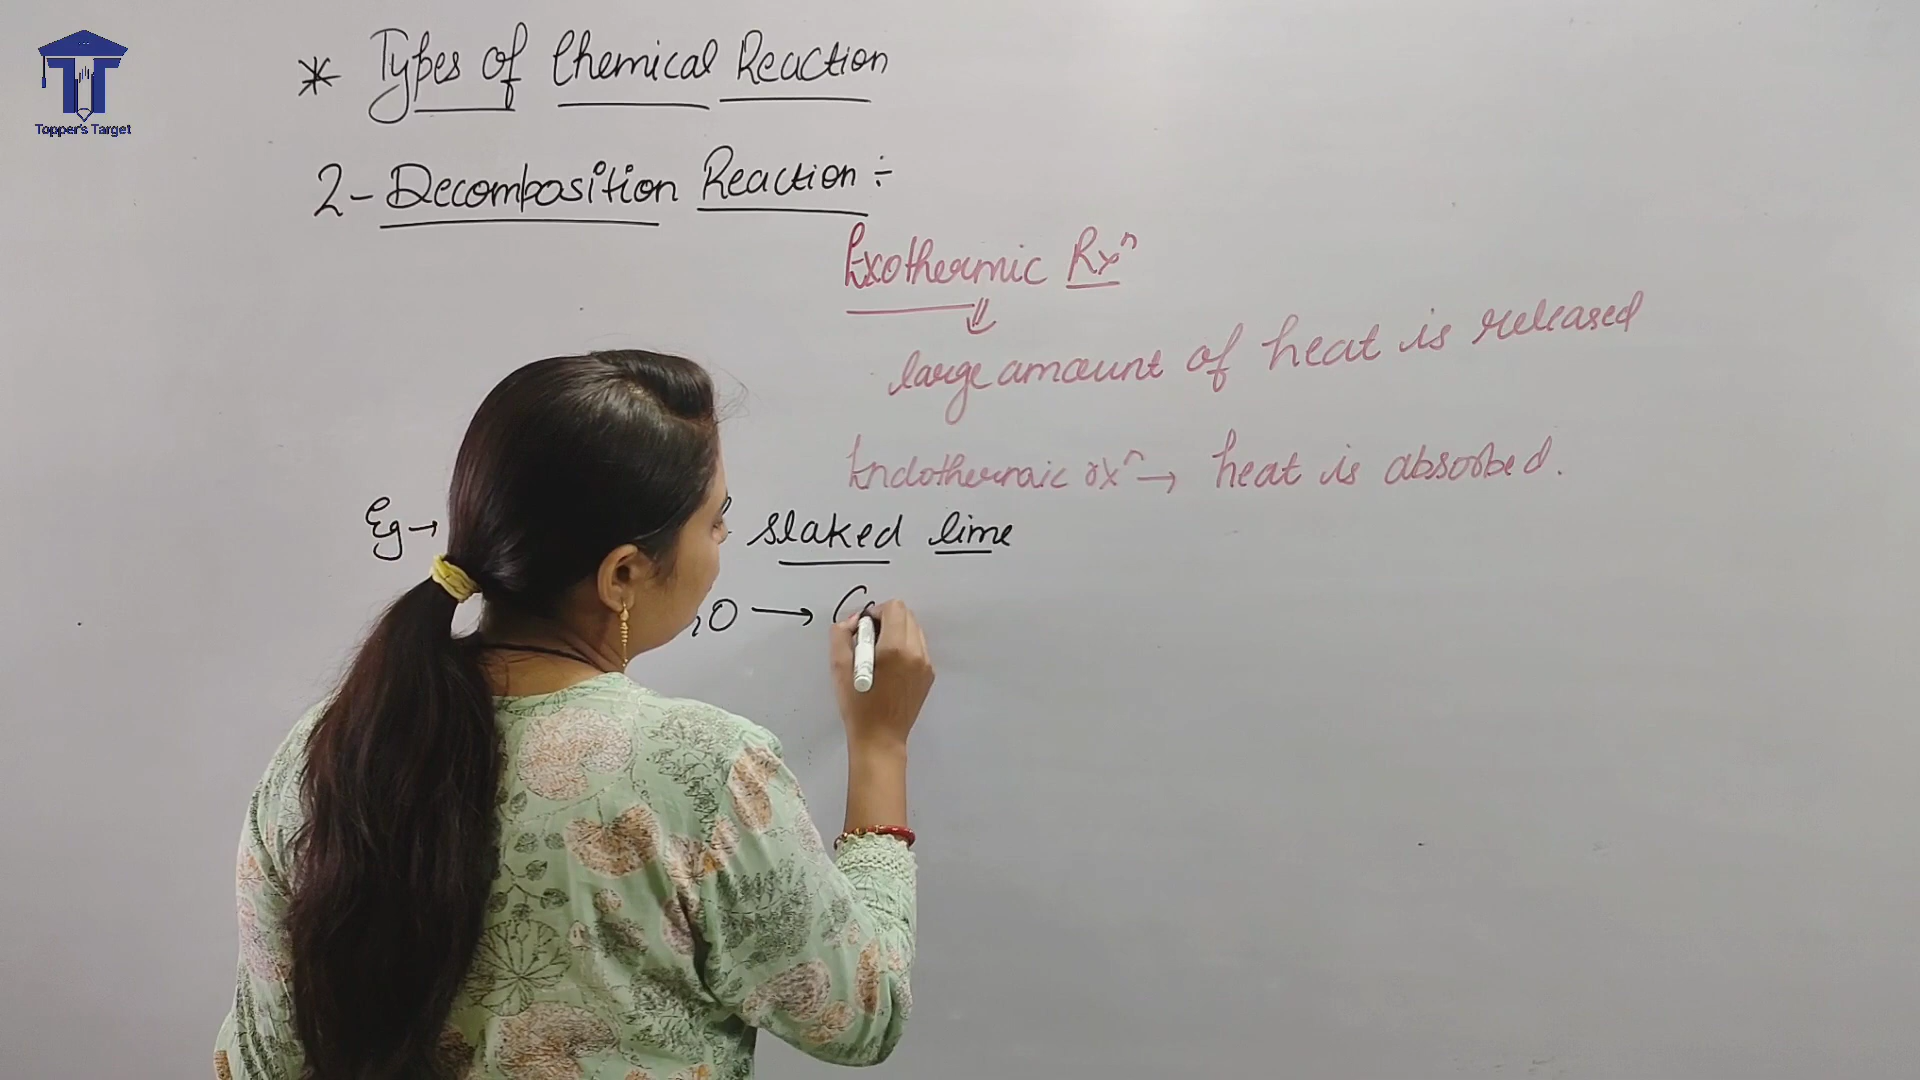 Topper's Target
* Types of Chemical Reaction
2- Decomposition Reaction :-
Exothermic Rxⁿ
⇓
large amount of heat is released
Endothermic rxⁿ → heat is absorbed.
Eg → slaked lime
O → Ca